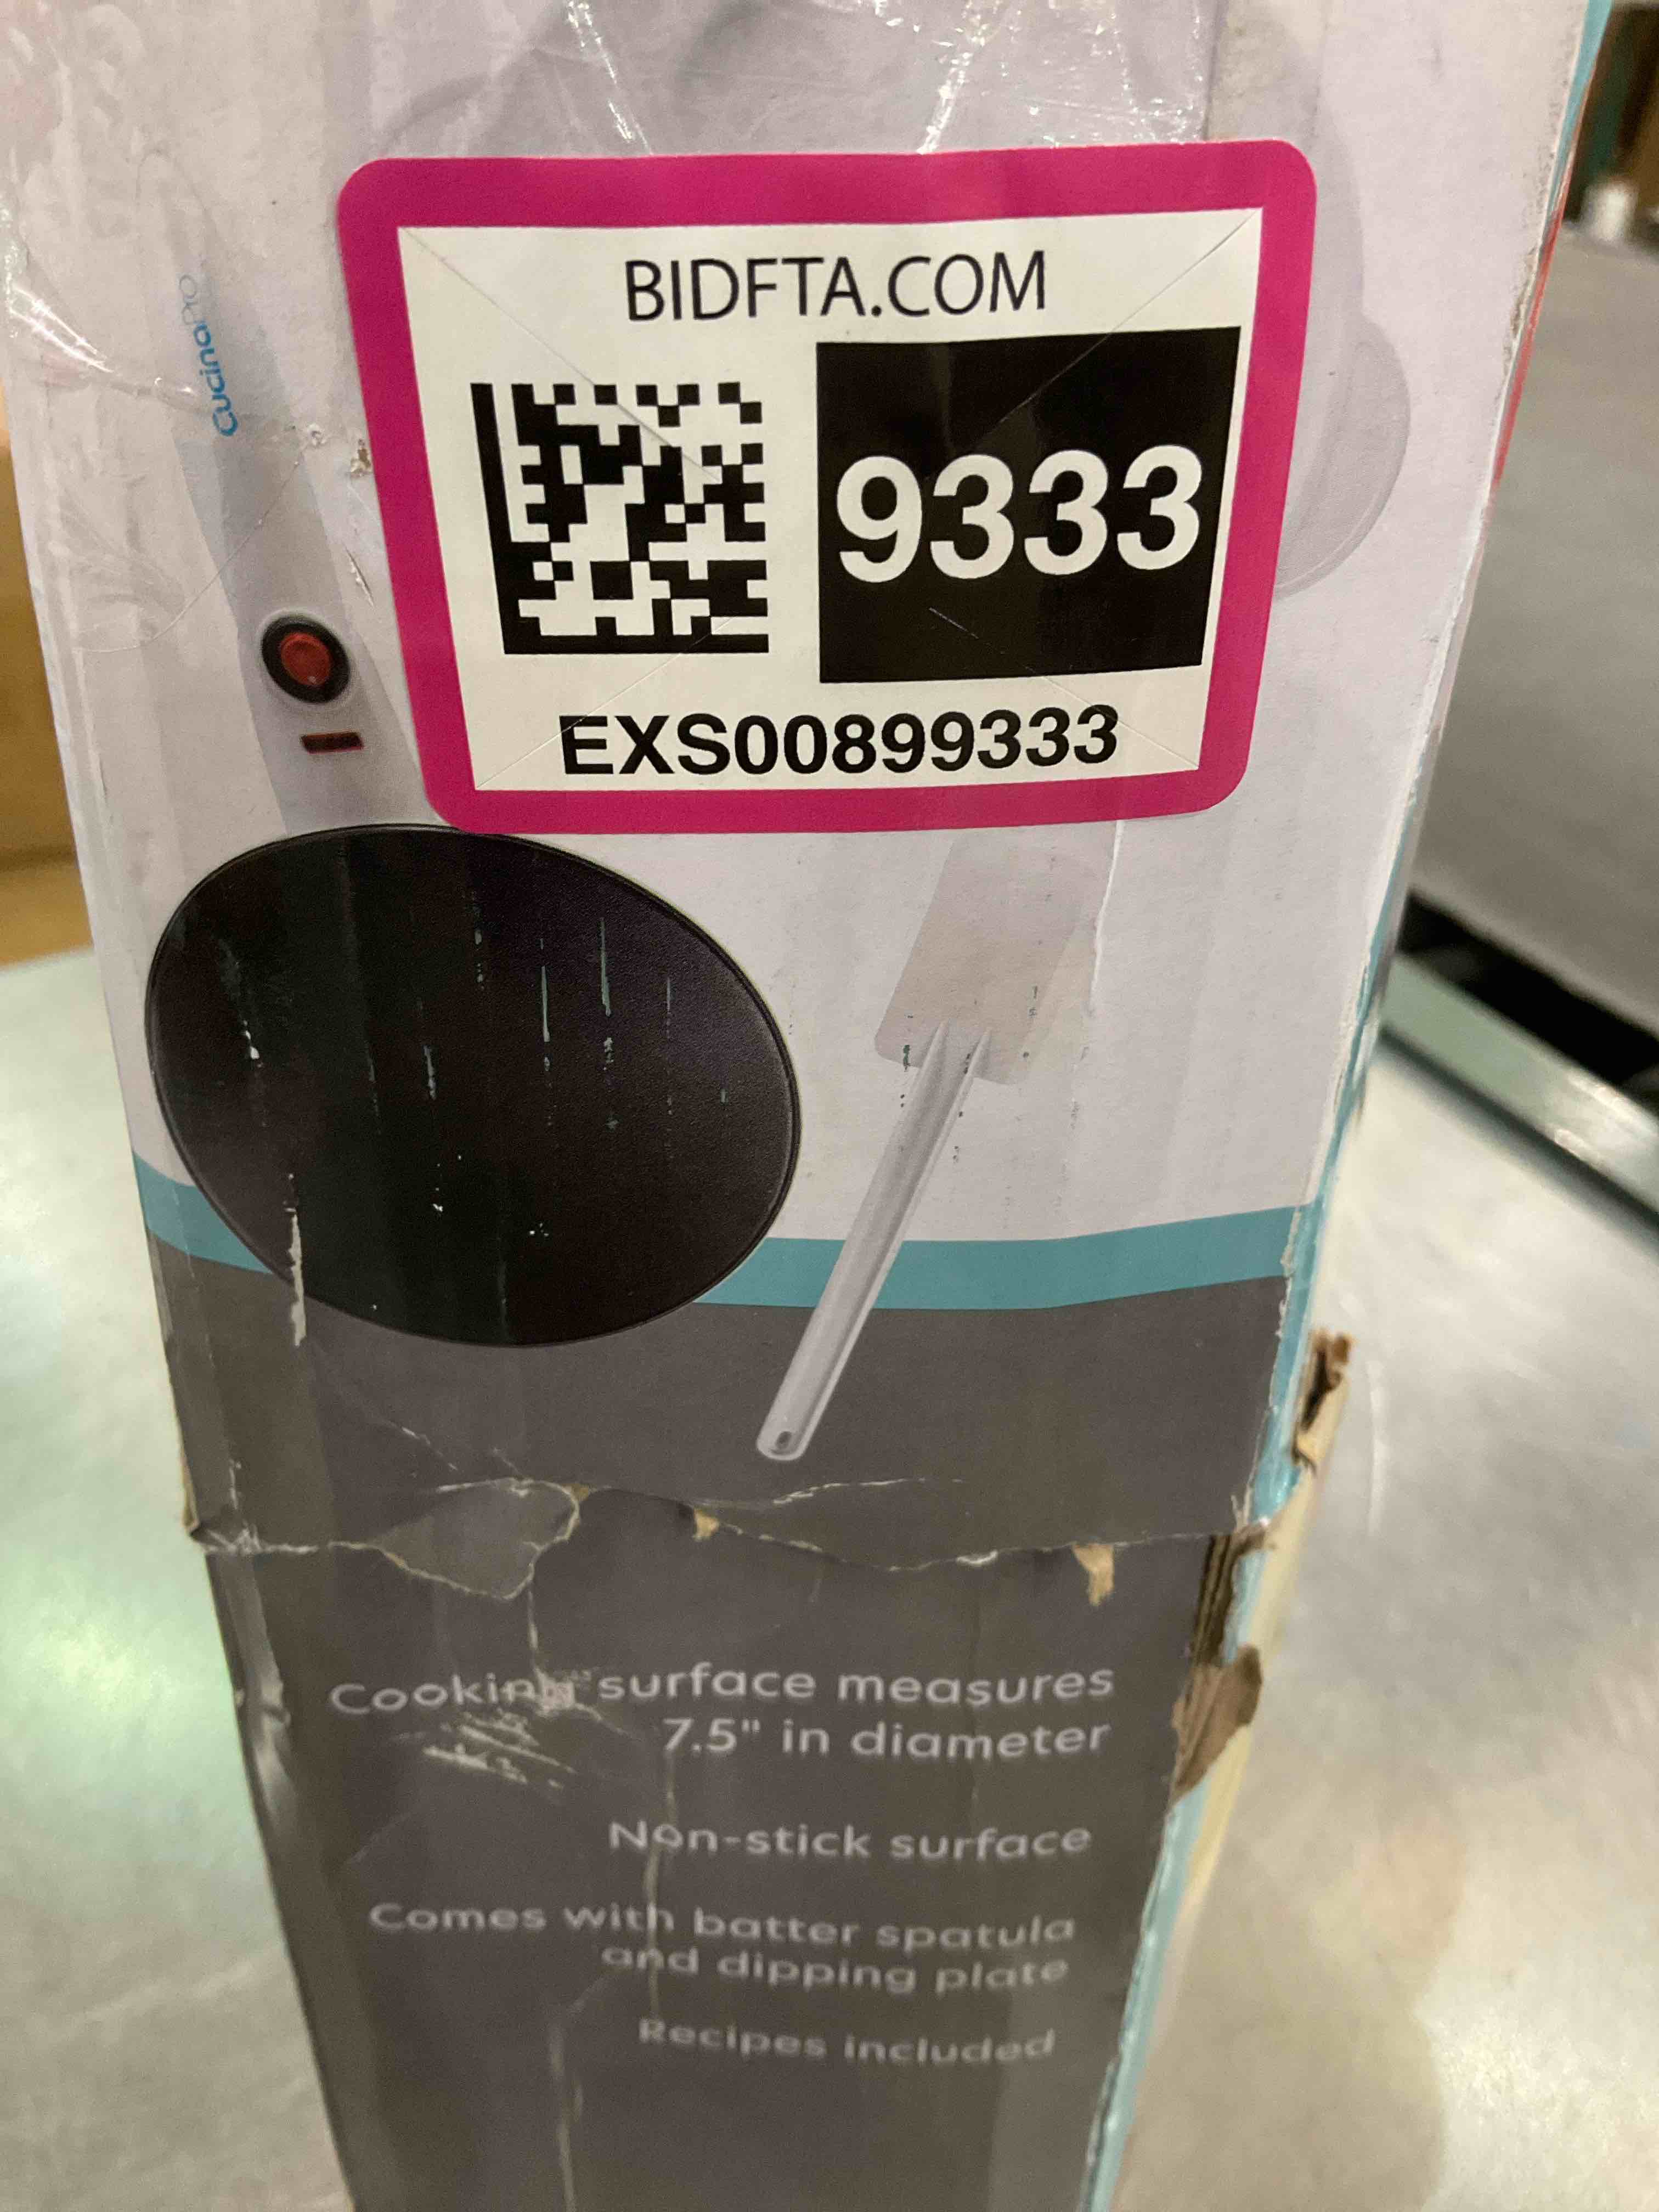 BIDFTA.COM
9333
EXS00899333
CucinaPro
Cooking surface measures
7.5" in diameter
Non-stick surface
Comes with batter spatula
and dipping plate
Recipes included